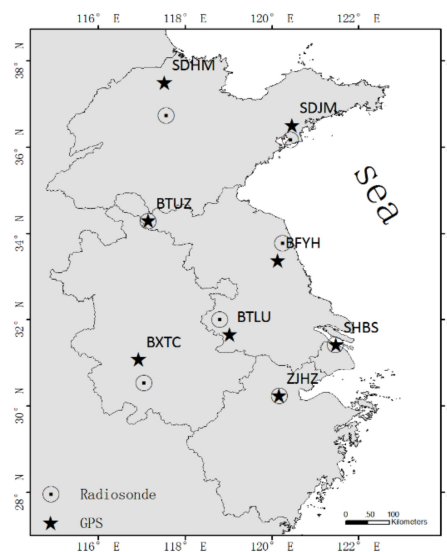 116° E 118° E 120° E 122° E
38° N
36° N
34° N
32° N
30° N
28° N
SDHM
SDJM
sea
BTUZ
BFYH
BTLU
SHBS
BXTC
ZJHZ
Radiosonde
GPS
0 50 100
Kilometers
116° E 118° E 120° E 122° E